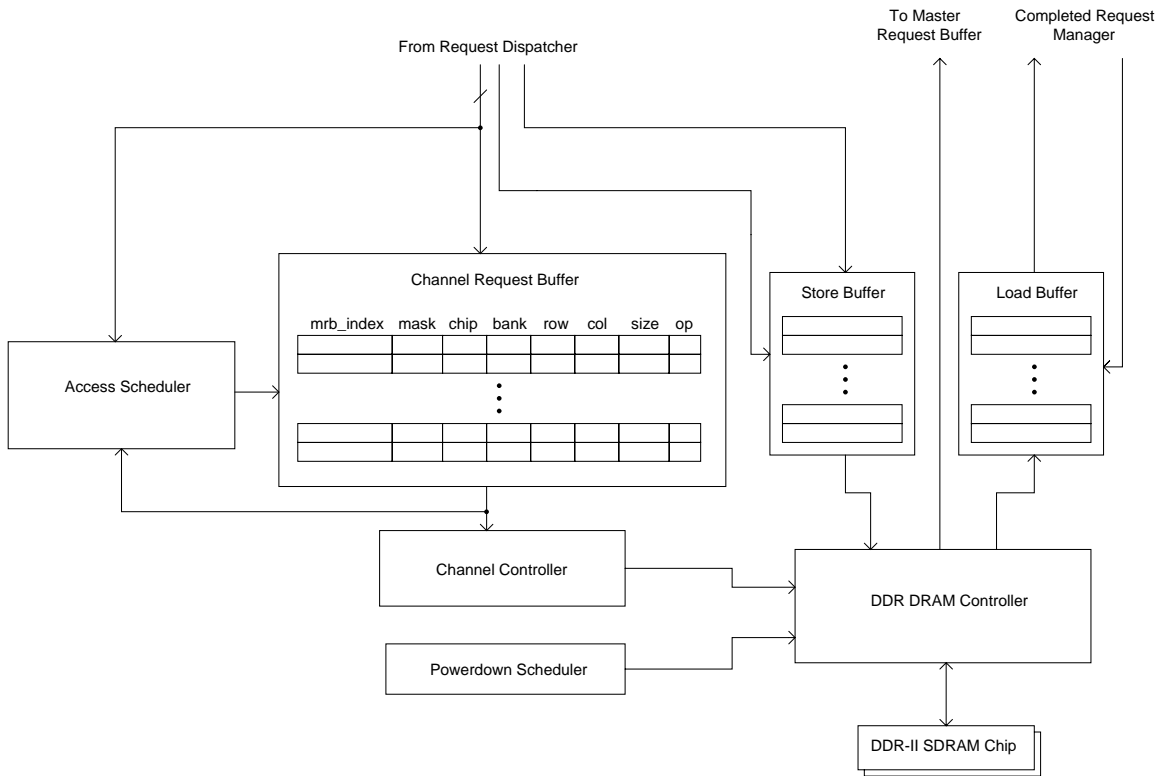 To Master
Request Buffer
Completed Request
Manager
From Request Dispatcher
Channel Request Buffer
mrb_index mask chip bank row col size op
Store Buffer
Load Buffer
Access Scheduler
Channel Controller
DDR DRAM Controller
Powerdown Scheduler
DDR-II SDRAM Chip